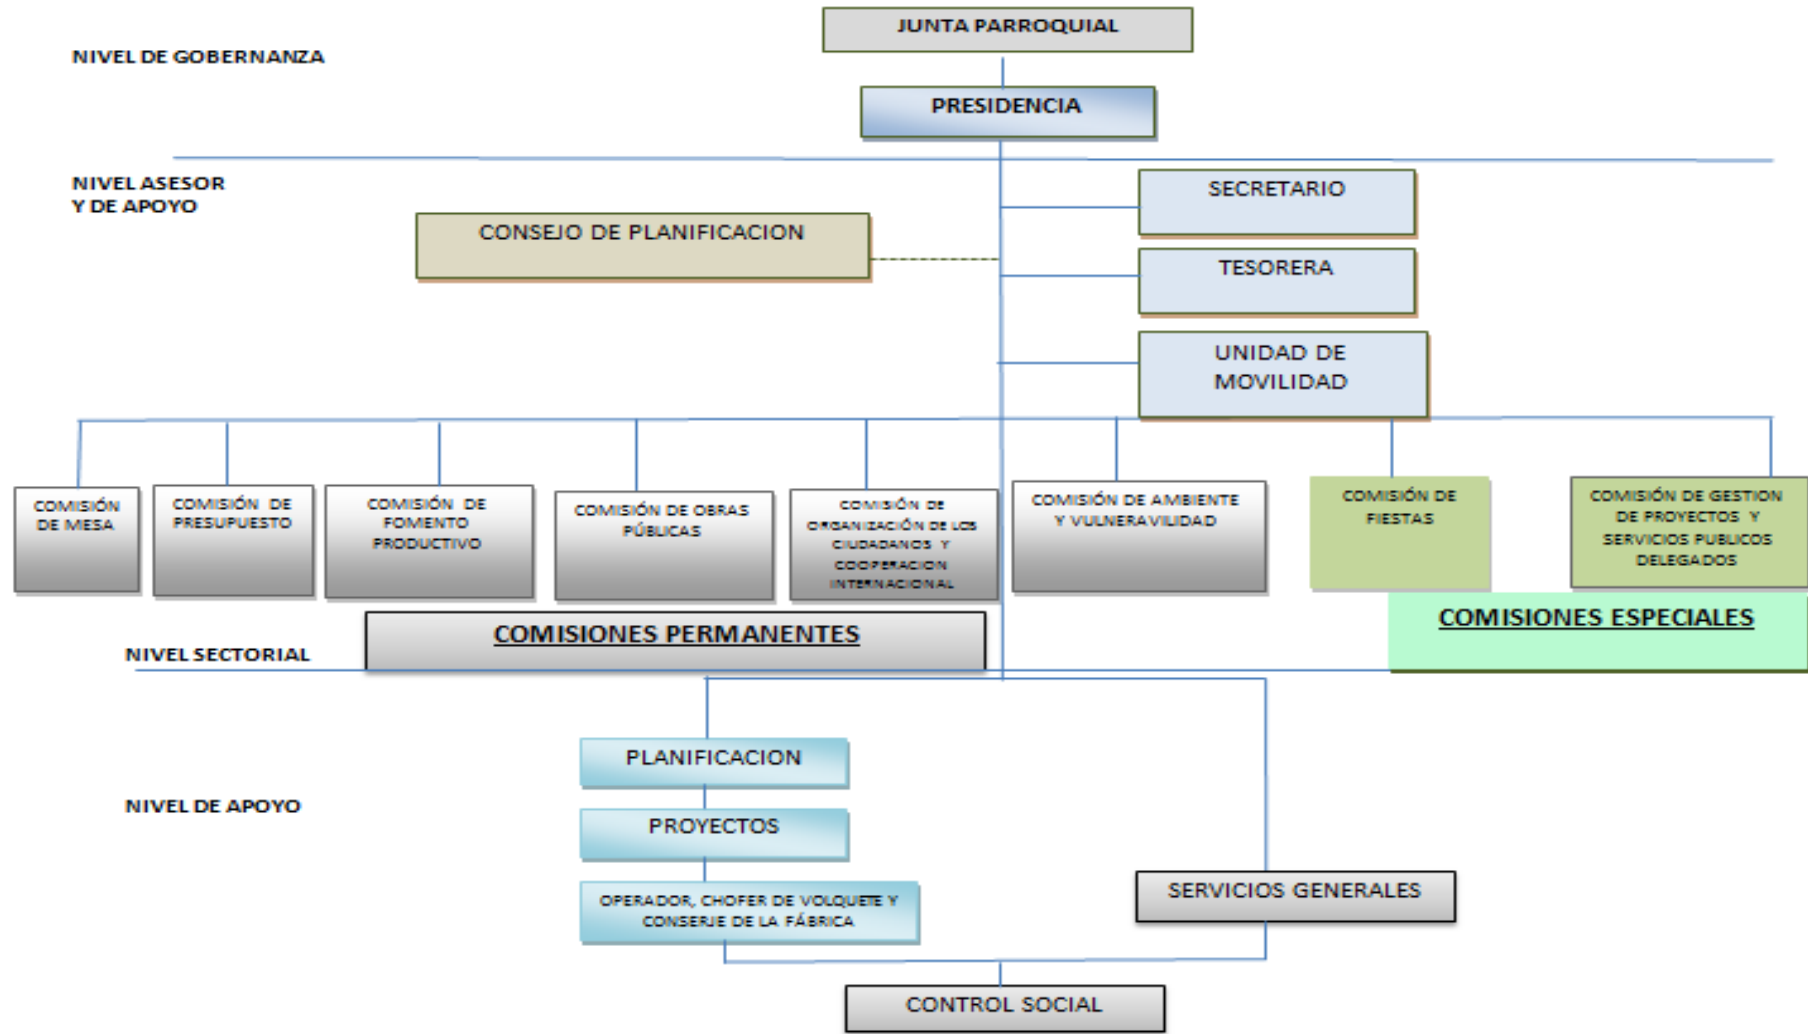 JUNTA PARROQUIAL
NIVEL DE GOBERNANZA
PRESIDENCIA
NIVEL ASESOR
Y DE APOYO
SECRETARIO
CONSEJO DE PLANIFICACION
TESORERA
UNIDAD DE
MOVILIDAD
COMISIÓN
DE MESA
COMISIÓN DE
PRESUPUESTO
COMISIÓN DE
FOMENTO
PRODUCTIVO
COMISIÓN DE OBRAS
PÚBLICAS
COMISIÓN DE
ORGANIZACIÓN DE LOS
CIUDADANOS Y
COOPERACION
INTERNACIONAL
COMISIÓN DE AMBIENTE
Y VULNERAVILIDAD
COMISIÓN DE
FIESTAS
COMISIÓN DE GESTION
DE PROYECTOS Y
SERVICIOS PUBLICOS
DELEGADOS
COMISIONES PERMANENTES
COMISIONES ESPECIALES
NIVEL SECTORIAL
PLANIFICACION
NIVEL DE APOYO
PROYECTOS
OPERADOR, CHOFER DE VOLQUETE Y
CONSERJE DE LA FÁBRICA
SERVICIOS GENERALES
CONTROL SOCIAL